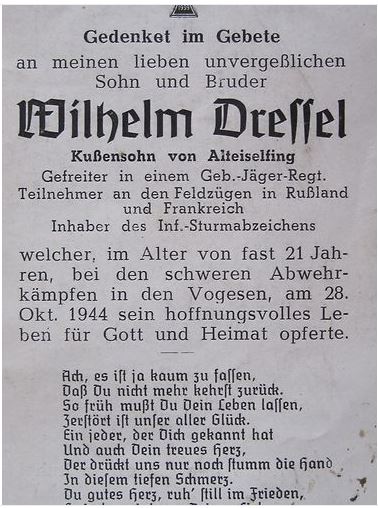 1939
Gedenket im Gebete
an meinen lieben unvergeßlichen
Sohn und Bruder
Wilhelm Dressel
Kußensohn von Alteiselfing
Gefreiter in einem Geb.-Jäger-Regt.
Teilnehmer an den Feldzügen in Rußland
und Frankreich
Inhaber des Inf.-Sturmabzeichens
welcher, im Alter von fast 21 Jah-
ren, bei den schweren Abwehr-
kämpfen in den Vogesen, am 28.
Okt. 1944 sein hoffnungsvolles Le-
ben für Gott und Heimat opferte.
Ach, es ist ja kaum zu fassen,
Daß Du nicht mehr kehrst zurück.
So früh mußt Du Dein Leben lassen,
Zerstört ist unser aller Glück.
Ein jeder, der Dich gekannt hat
Und auch Dein treues Herz,
Der drückt uns nur noch stumm die Hand
In diesem tiefen Schmerz.
Du gutes Herz, ruh' still im Frieden,